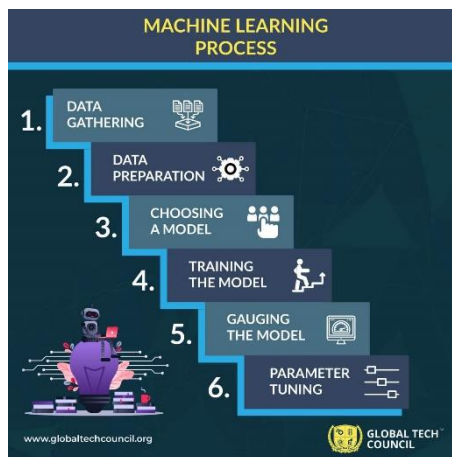 MACHINE LEARNING
PROCESS
1. DATA
GATHERING
2. DATA
PREPARATION
3. CHOOSING
A MODEL
4. TRAINING
THE MODEL
5. GAUGING
THE MODEL
6. PARAMETER
TUNING
www.globaltechcouncil.org
GLOBAL TECH
COUNCIL